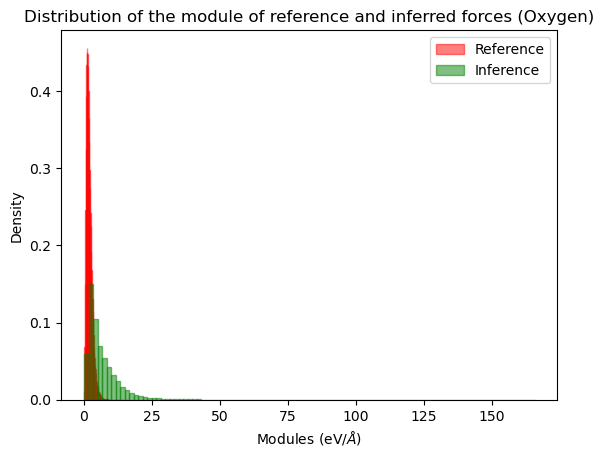 Distribution of the module of reference and inferred forces (Oxygen)
Reference
Inference
Density
0.4
0.3
0.2
0.1
0.0
0
25
50
75
100
125
150
Modules (eV/Å)